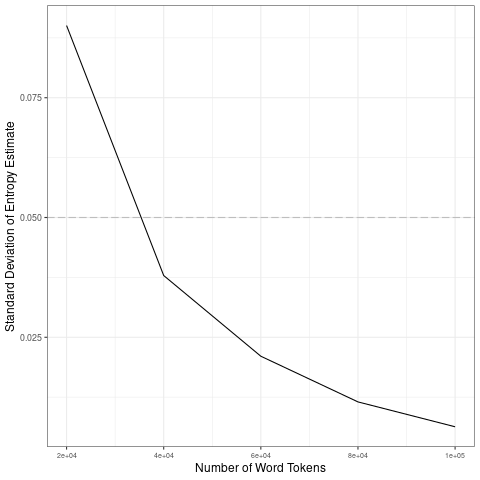 Standard Deviation of Entropy Estimate
0.075
0.050
0.025
2e+04 4e+04 6e+04 8e+04 1e+05
Number of Word Tokens